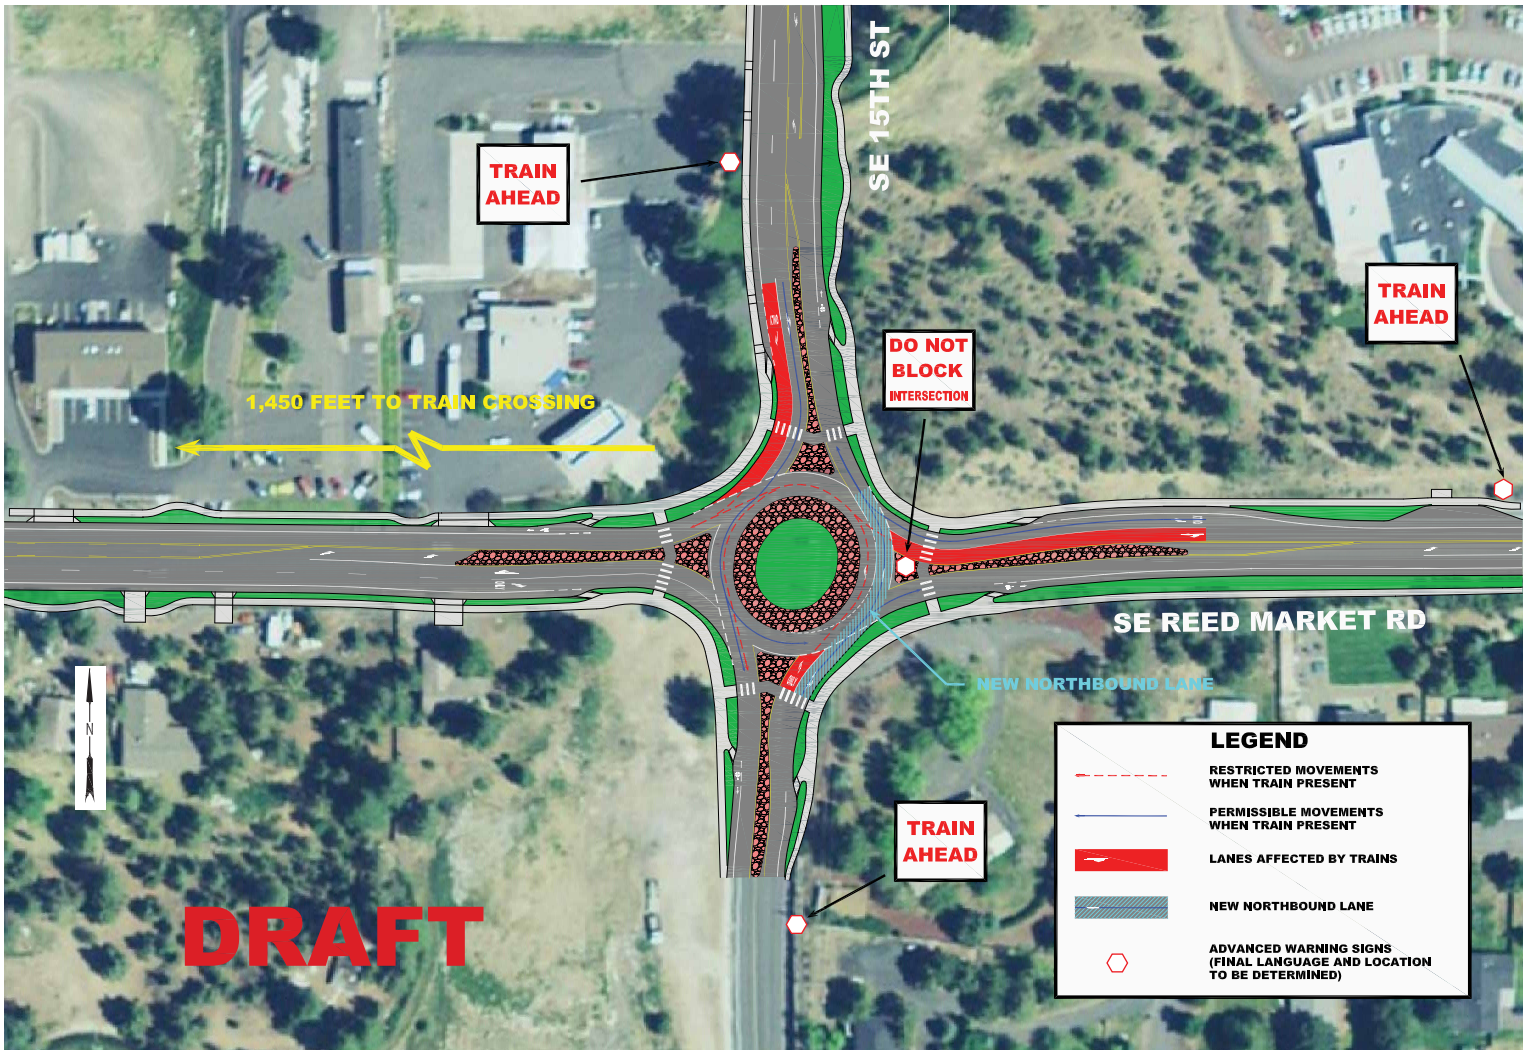 SE 15TH ST
TRAIN
AHEAD
TRAIN
AHEAD
DO NOT
BLOCK
INTERSECTION
1,450 FEET TO TRAIN CROSSING
SE REED MARKET RD
NEW NORTHBOUND LANE
N
TRAIN
AHEAD
DRAFT
LEGEND
RESTRICTED MOVEMENTS
WHEN TRAIN PRESENT
PERMISSIBLE MOVEMENTS
WHEN TRAIN PRESENT
LANES AFFECTED BY TRAINS
NEW NORTHBOUND LANE
ADVANCED WARNING SIGNS
(FINAL LANGUAGE AND LOCATION
TO BE DETERMINED)